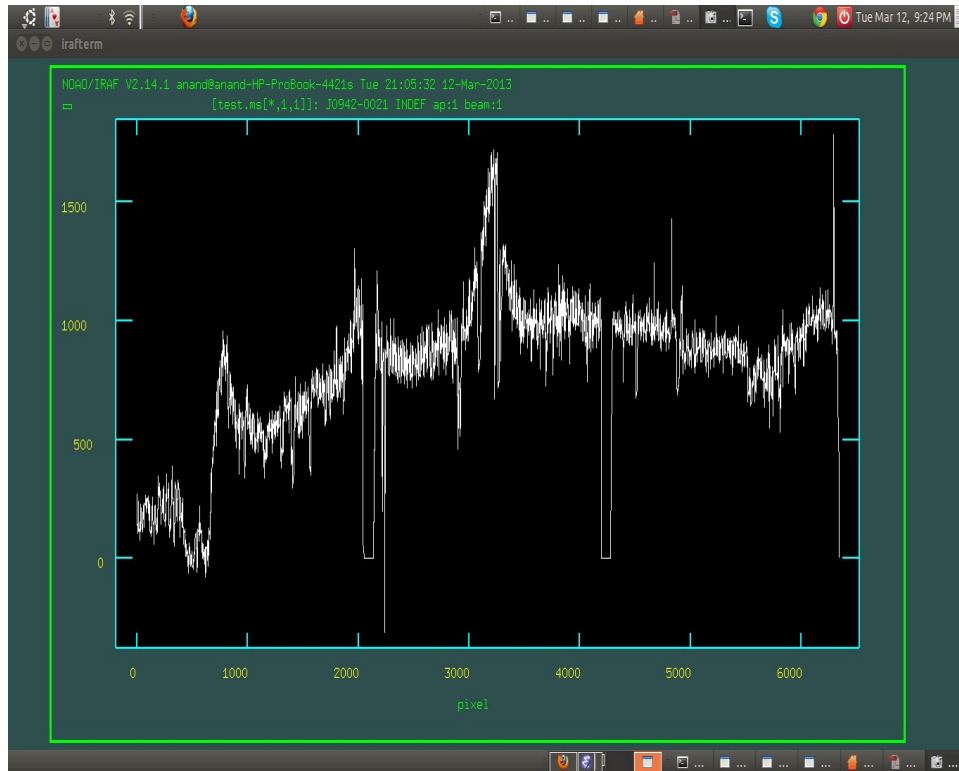 Tue Mar 12, 9:24 PM
irafterm
NOAO/IRAF V2.14.1 anand@anand-HP-ProBook-4421s Tue 21:05:32 12-Mar-2013
[test.ms[*,1,1]]: J0942-0021 INDEF ap:1 beam:1
1500
1000
500
0
0 1000 2000 3000 4000 5000 6000
pixel